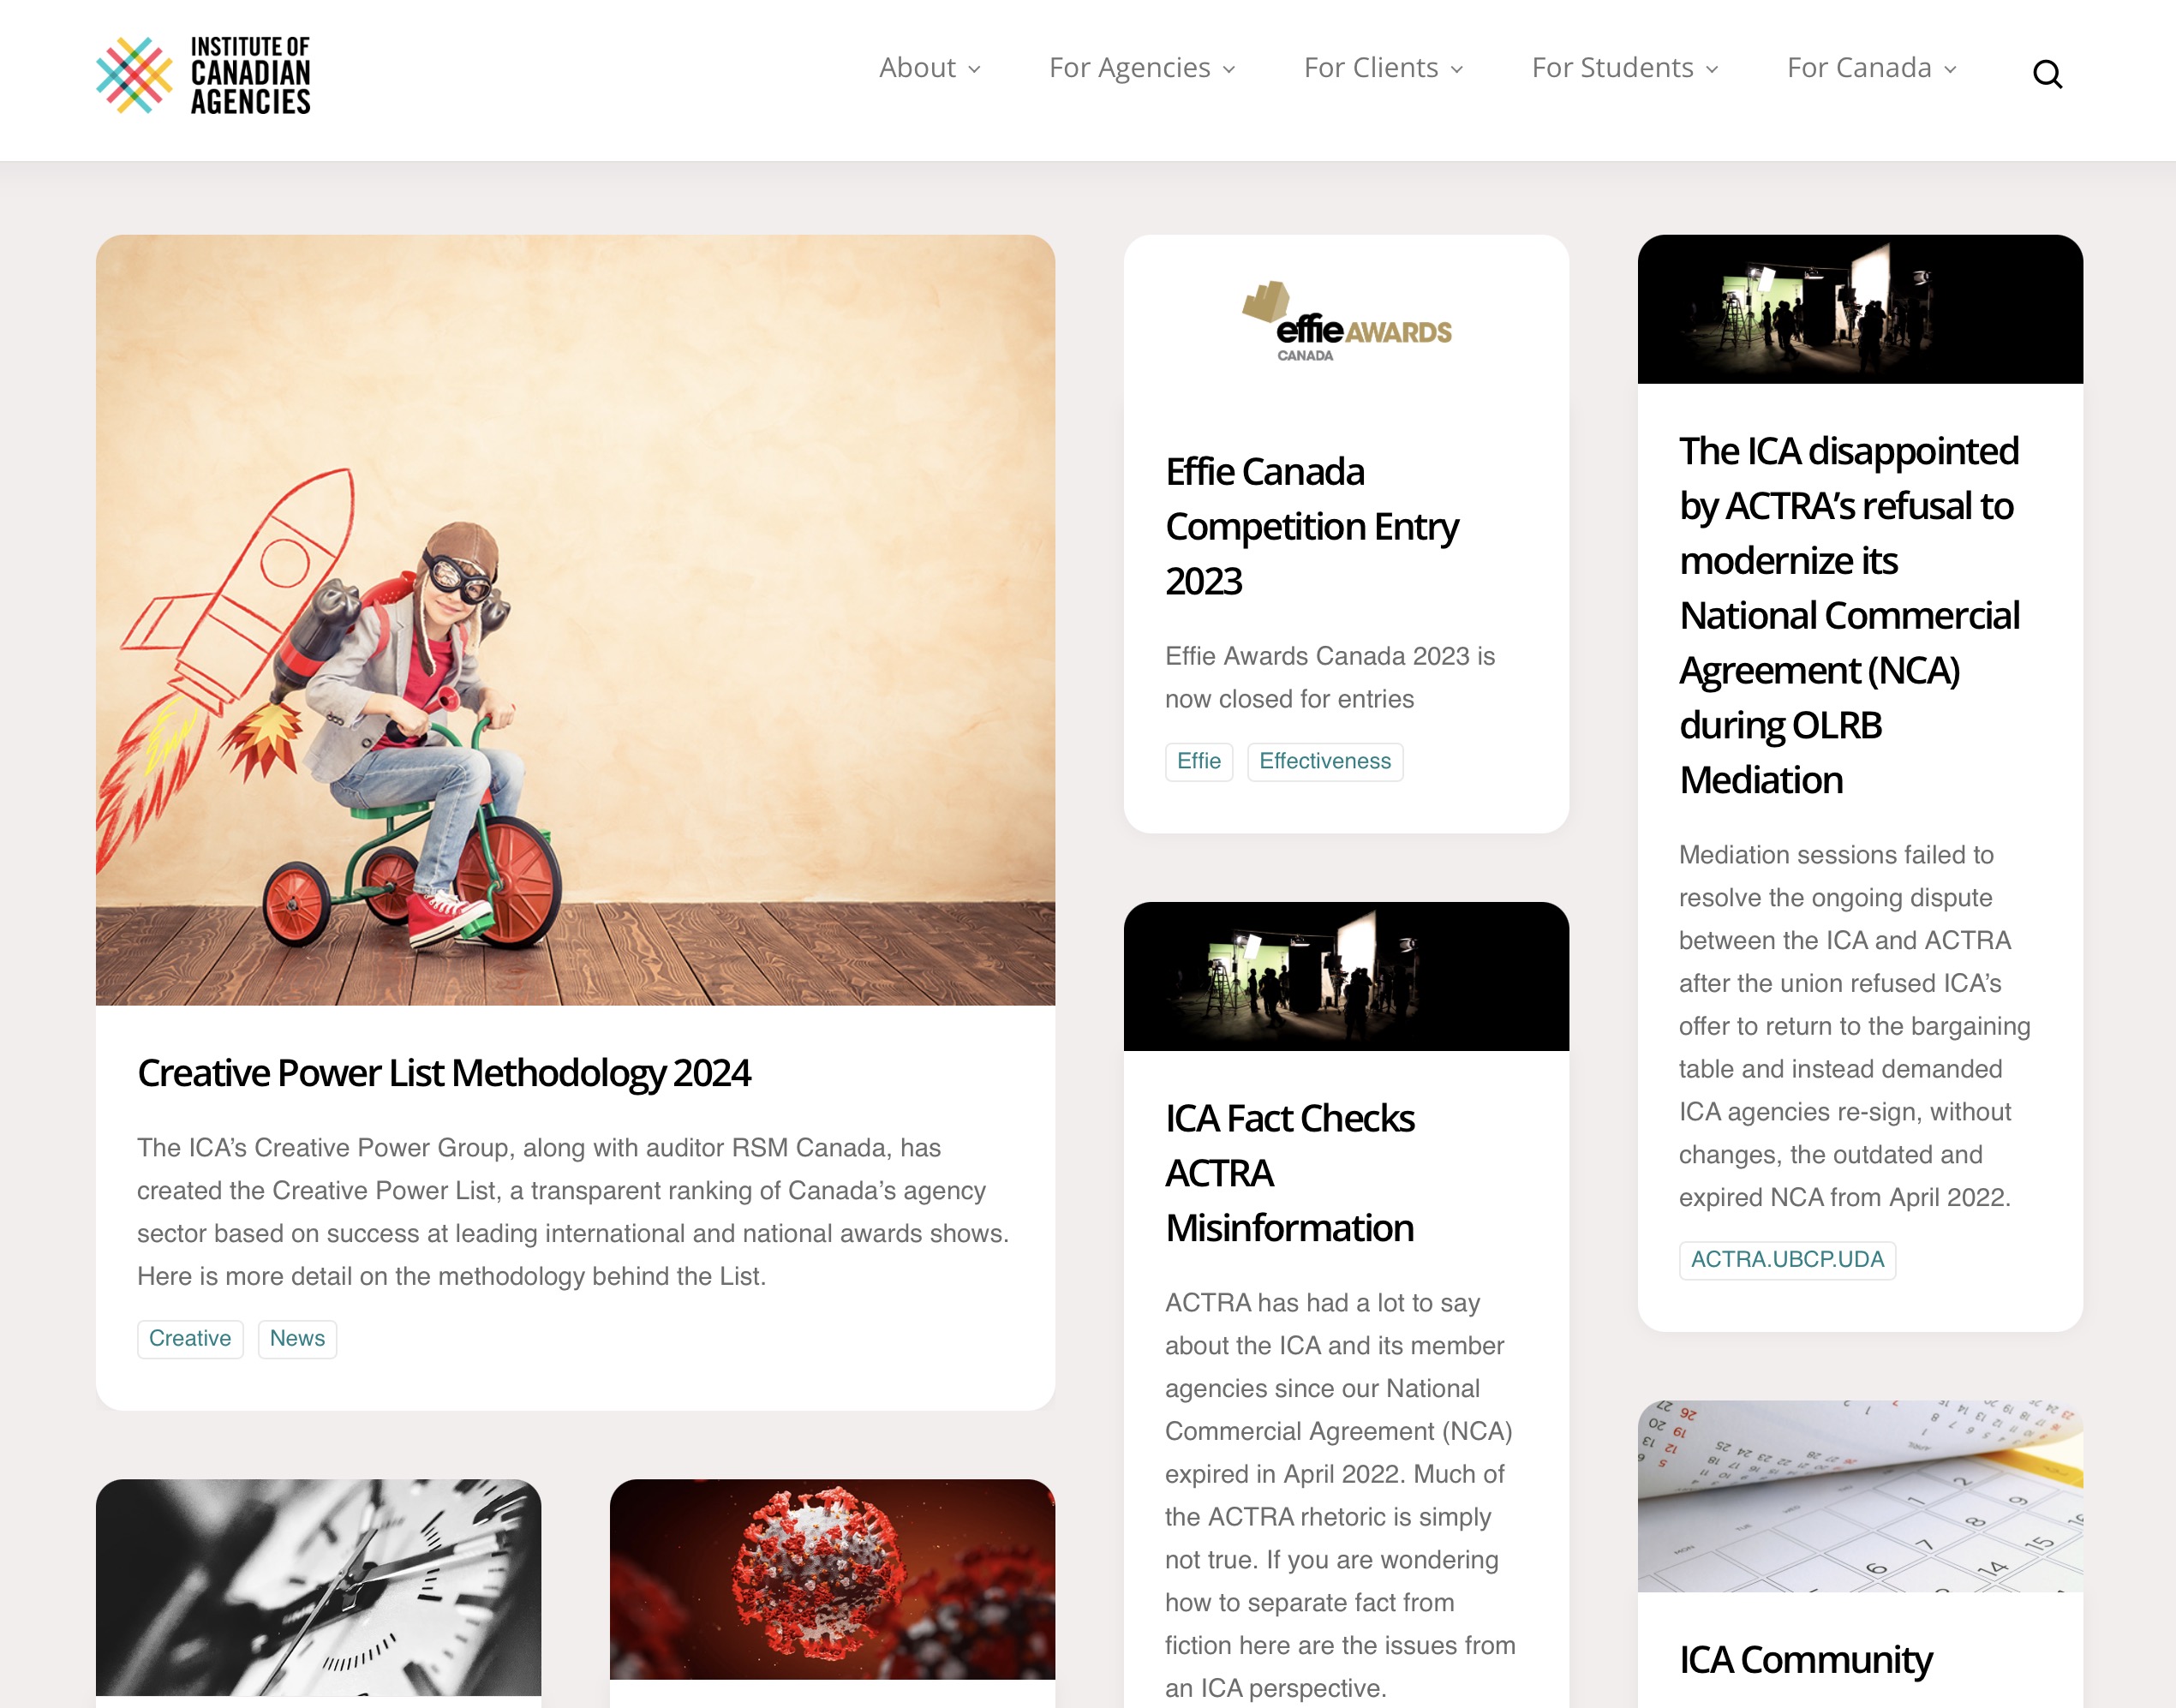 INSTITUTE OF
CANADIAN
AGENCIES
About
For Agencies
For Clients
For Students
For Canada
Creative Power List Methodology 2024
The ICA’s Creative Power Group, along with auditor RSM Canada, has
created the Creative Power List, a transparent ranking of Canada’s agency
sector based on success at leading international and national awards shows.
Here is more detail on the methodology behind the List.
Creative
News
effie AWARDS
CANADA
Effie Canada
Competition Entry
2023
Effie Awards Canada 2023 is
now closed for entries
Effie
Effectiveness
ICA Fact Checks
ACTRA
Misinformation
ACTRA has had a lot to say
about the ICA and its member
agencies since our National
Commercial Agreement (NCA)
expired in April 2022. Much of
the ACTRA rhetoric is simply
not true. If you are wondering
how to separate fact from
fiction here are the issues from
an ICA perspective.
The ICA disappointed
by ACTRA’s refusal to
modernize its
National Commercial
Agreement (NCA)
during OLRB
Mediation
Mediation sessions failed to
resolve the ongoing dispute
between the ICA and ACTRA
after the union refused ICA’s
offer to return to the bargaining
table and instead demanded
ICA agencies re-sign, without
changes, the outdated and
expired NCA from April 2022.
ACTRA.UBCP.UDA
ICA Community